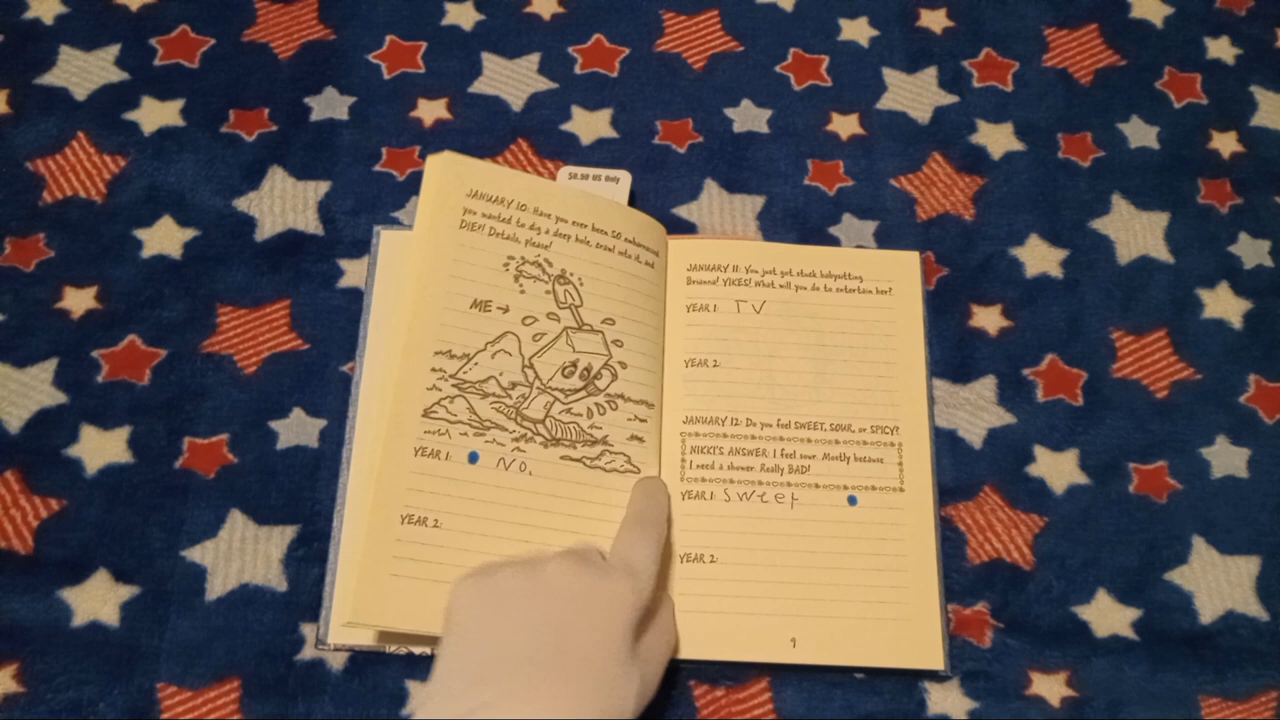 $0.50 US Only
JANUARY 10: Have you ever been SO embarrassed
you wanted to dig a deep hole, crawl into it, and
DIE?! Details, please!
ME →
YEAR 1: NO.
YEAR 2:
JANUARY 11: You just got stuck babysitting
Brianna! YIKES! What will you do to entertain her?
YEAR 1: TV
YEAR 2:
JANUARY 12: Do you feel SWEET, SOUR, or SPICY?
NIKKI'S ANSWER: I feel sour. Mostly because
I need a shower. Really BAD!
YEAR 1: Sweet
YEAR 2:
9